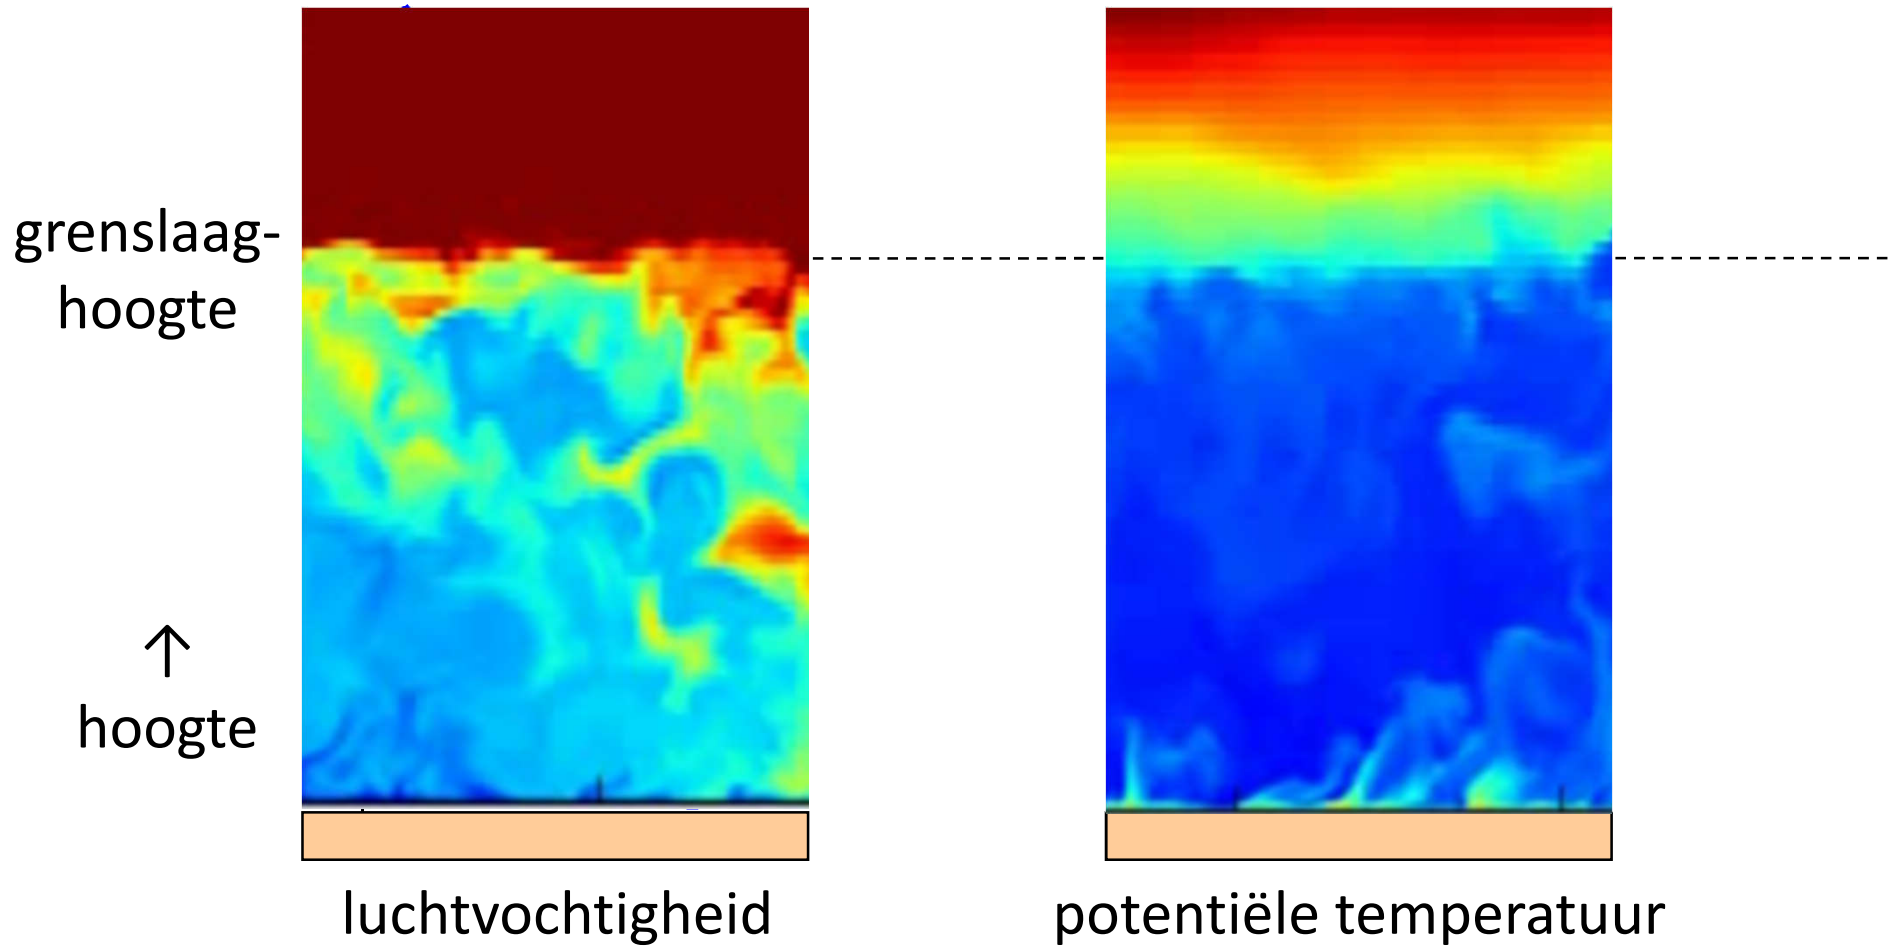 grenslaag-
hoogte
↑
hoogte
luchtvochtigheid
potentiële temperatuur